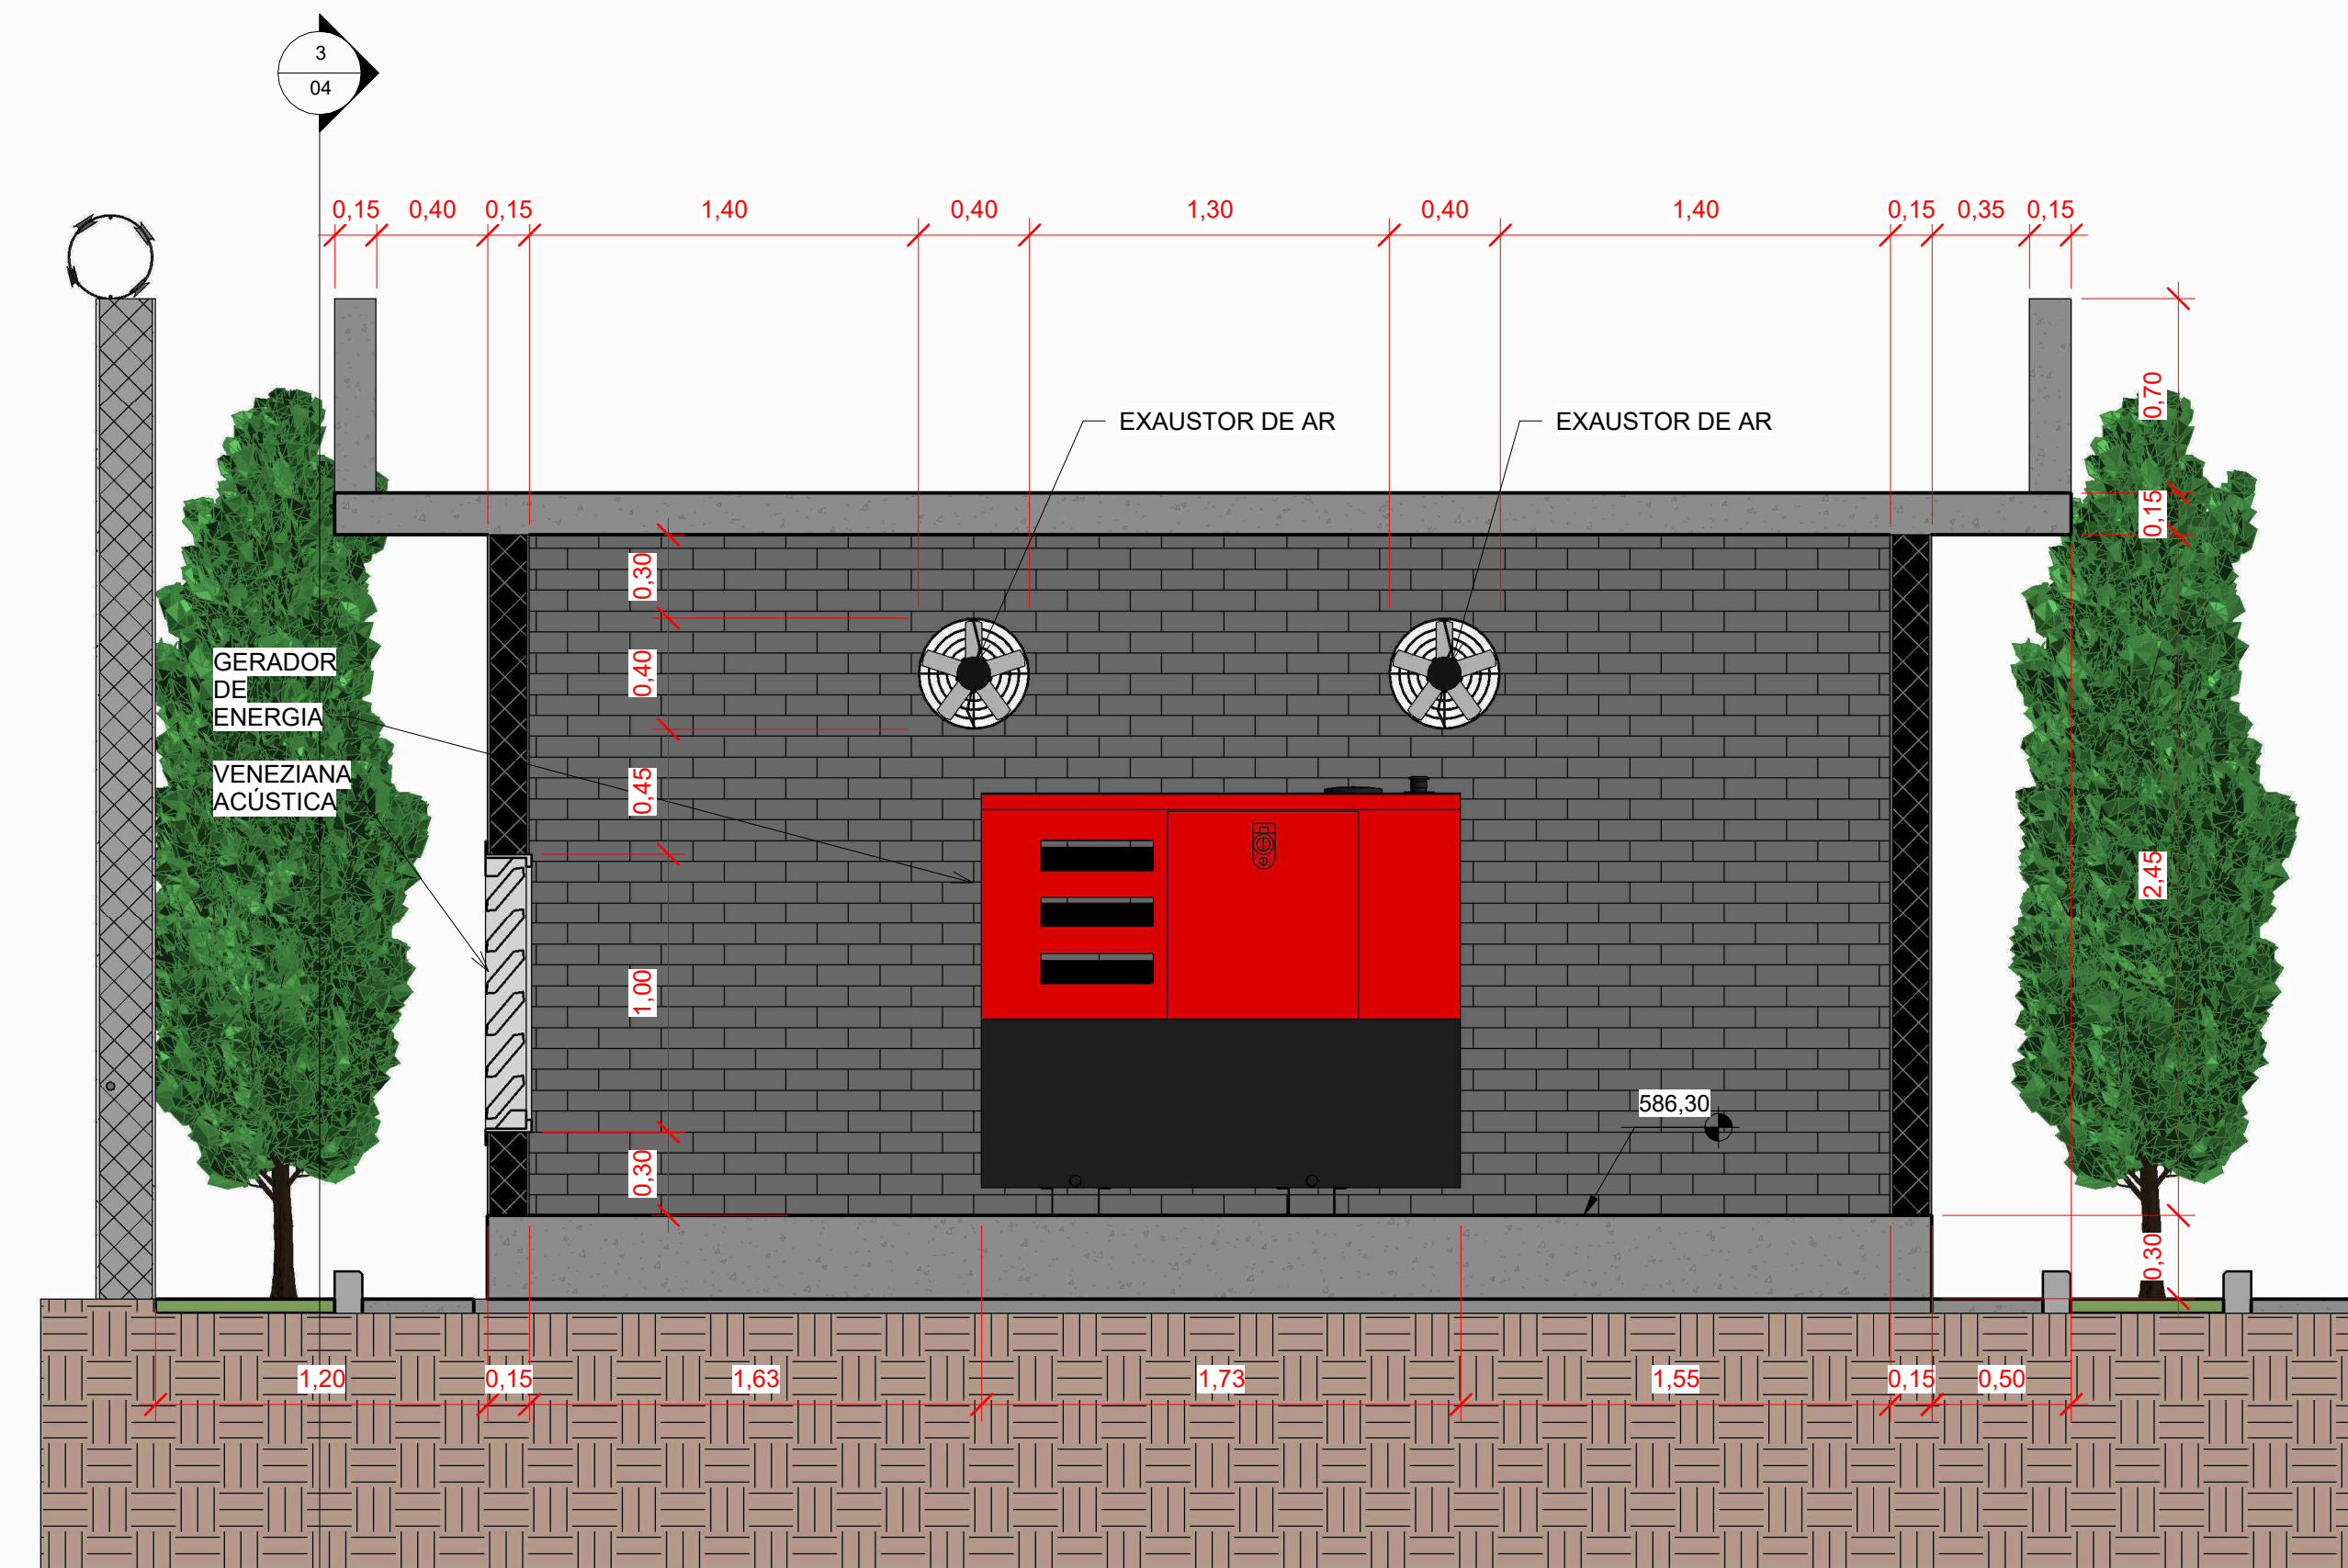 3
04
0,15 0,40 0,15 1,40 0,40 1,30 0,40 1,40 0,15 0,35 0,15
0,70
EXAUSTOR DE AR
EXAUSTOR DE AR
0,15
0,30
0,40
GERADOR
DE
ENERGIA
VENEZIANA
ACÚSTICA
0,45
2,45
1,00
586,30
0,30
0,30
1,20 0,15 1,63 1,73 1,55 0,15 0,50